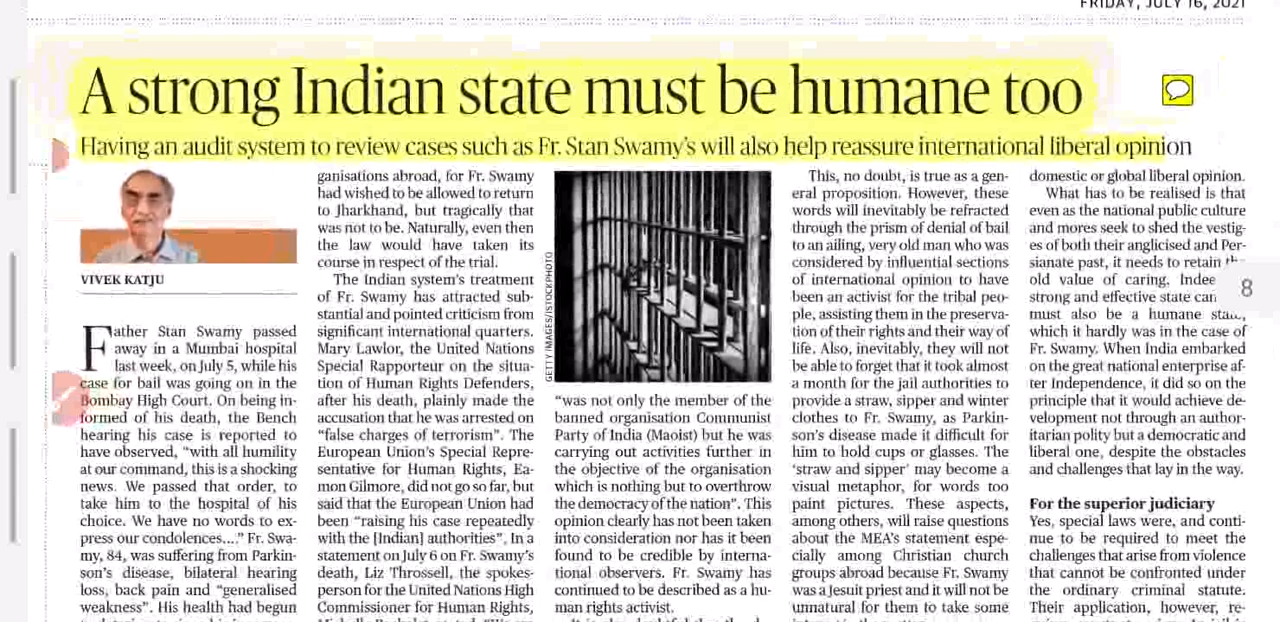 FRIDAY, JULY 16, 2021
A strong Indian state must be humane too
Having an audit system to review cases such as Fr. Stan Swamy's will also help reassure international liberal opinion
VIVEK KATJU
Father Stan Swamy passed
away in a Mumbai hospital
last week, on July 5, while his
case for bail was going on in the
Bombay High Court. On being in-
formed of his death, the Bench
hearing his case is reported to
have observed, “with all humility
at our command, this is a shocking
news. We passed that order, to
take him to the hospital of his
choice. We have no words to ex-
press our condolences....” Fr. Swa-
my, 84, was suffering from Parkin-
son's disease, bilateral hearing
loss, back pain and “generalised
weakness”. His health had begun
ganisations abroad, for Fr. Swamy
had wished to be allowed to return
to Jharkhand, but tragically that
was not to be. Naturally, even then
the law would have taken its
course in respect of the trial.
The Indian system's treatment
of Fr. Swamy has attracted sub-
stantial and pointed criticism from
significant international quarters.
Mary Lawlor, the United Nations
Special Rapporteur on the situa-
tion of Human Rights Defenders,
after his death, plainly made the
accusation that he was arrested on
“false charges of terrorism”. The
European Union's Special Repre-
sentative for Human Rights, Ea-
mon Gilmore, did not go so far, but
said that the European Union had
been “raising his case repeatedly
with the [Indian] authorities”. In a
statement on July 6 on Fr. Swamy's
death, Liz Throssell, the spokes-
person for the United Nations High
Commissioner for Human Rights,
GETTY IMAGES/ISTOCKPHOTO
“was not only the member of the
banned organisation Communist
Party of India (Maoist) but he was
carrying out activities further in
the objective of the organisation
which is nothing but to overthrow
the democracy of the nation”. This
opinion clearly has not been taken
into consideration nor has it been
found to be credible by interna-
tional observers. Fr. Swamy has
continued to be described as a hu-
man rights activist.
This, no doubt, is true as a gen-
eral proposition. However, these
words will inevitably be refracted
through the prism of denial of bail
to an ailing, very old man who was
considered by influential sections
of international opinion to have
been an activist for the tribal peo-
ple, assisting them in the preserva-
tion of their rights and their way of
life. Also, inevitably, they will not
be able to forget that it took almost
a month for the jail authorities to
provide a straw, sipper and winter
clothes to Fr. Swamy, as Parkin-
son's disease made it difficult for
him to hold cups or glasses. The
‘straw and sipper’ may become a
visual metaphor, for words too
paint pictures. These aspects,
among others, will raise questions
about the MEA's statement espe-
cially among Christian church
groups abroad because Fr. Swamy
was a Jesuit priest and it will not be
unnatural for them to take some
domestic or global liberal opinion.
What has to be realised is that
even as the national public culture
and mores seek to shed the vestig-
es of both their anglicised and Per-
sianate past, it needs to retain
old value of caring.
strong and effective state
must also be a humane
which it hardly was in the case of
Fr. Swamy. When India embarked
on the great national enterprise af-
ter Independence, it did so on the
principle that it would achieve de-
velopment not through an author-
itarian polity but a democratic and
liberal one, despite the obstacles
and challenges that lay in the way.
For the superior judiciary
Yes, special laws were, and conti-
nue to be required to meet the
challenges that arise from violence
that cannot be confronted under
the ordinary criminal statute.
Their application, however, re-
8